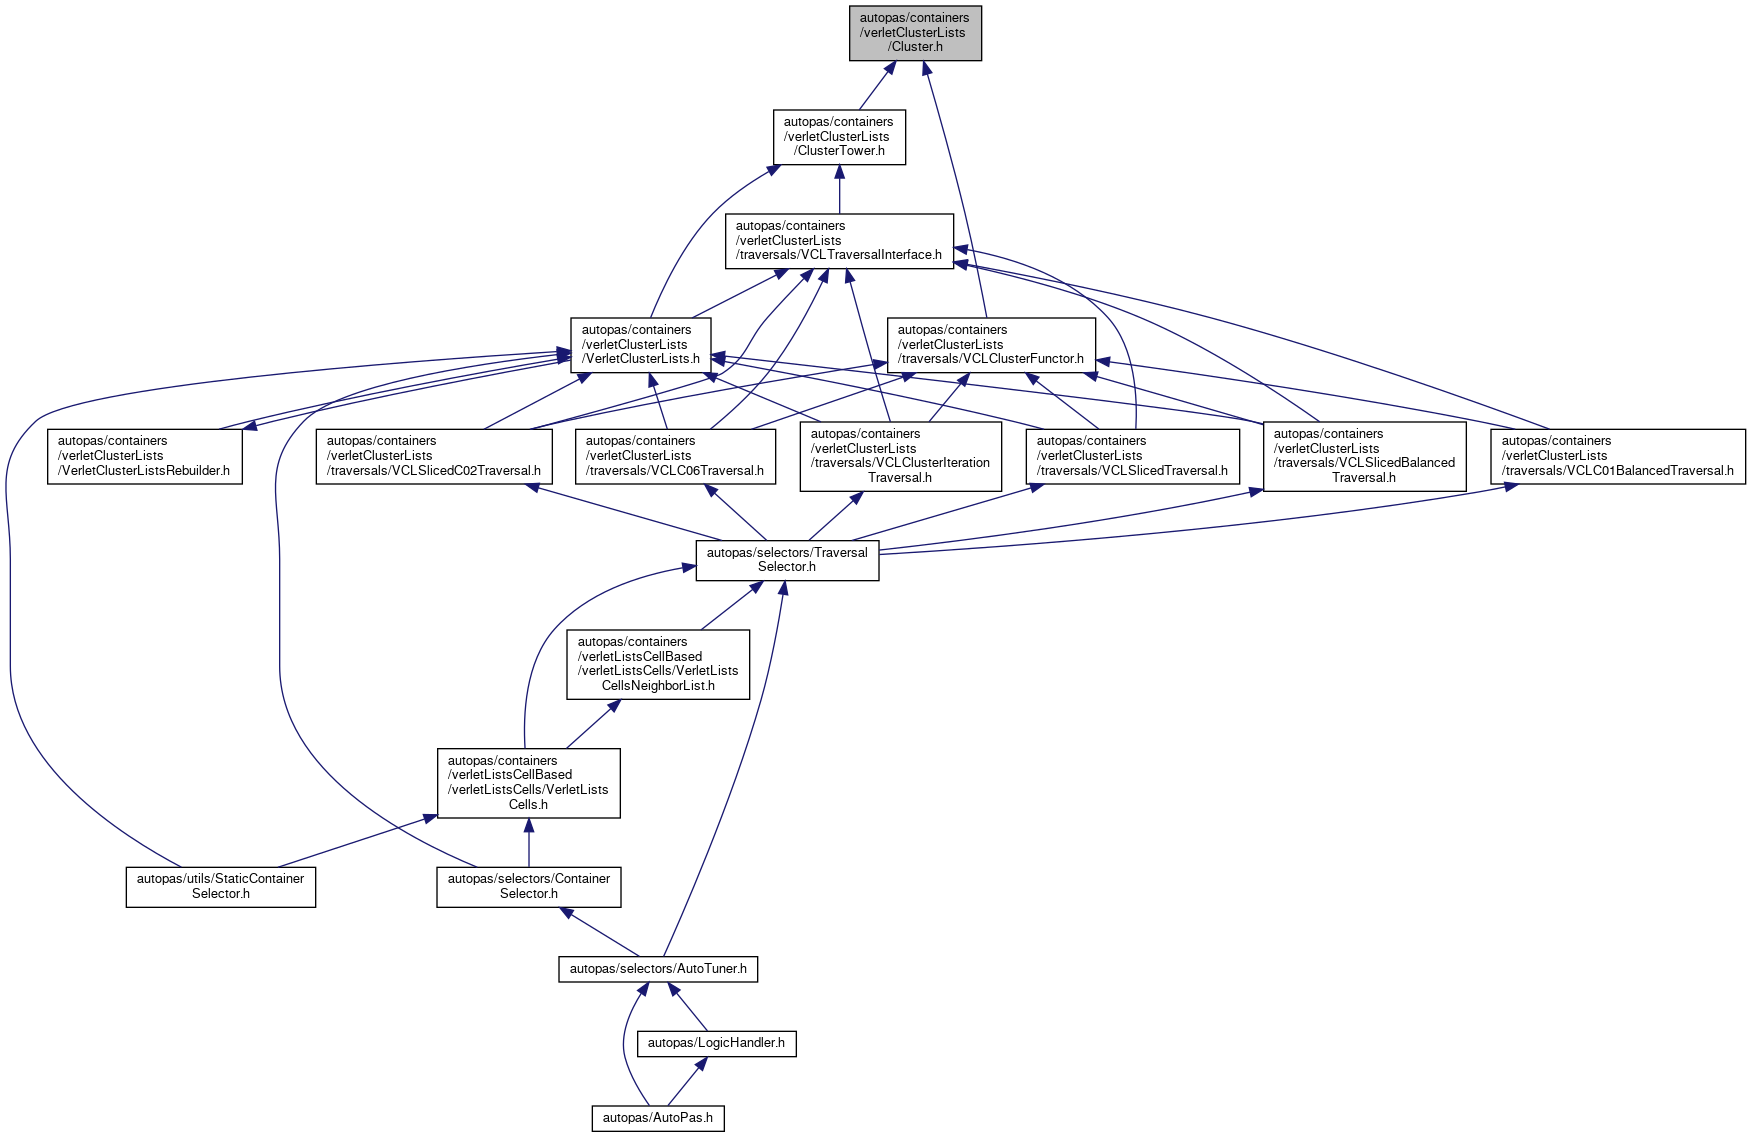 autopas/containers
/verletClusterLists
/Cluster.h
autopas/containers
/verletClusterLists
/ClusterTower.h
autopas/containers
/verletClusterLists
/traversals/VCLTraversalInterface.h
autopas/containers
/verletClusterLists
/VerletClusterLists.h
autopas/containers
/verletClusterLists
/traversals/VCLClusterFunctor.h
autopas/containers
/verletClusterLists
/VerletClusterListsRebuilder.h
autopas/containers
/verletClusterLists
/traversals/VCLSlicedC02Traversal.h
autopas/containers
/verletClusterLists
/traversals/VCLC06Traversal.h
autopas/containers
/verletClusterLists
/traversals/VCLClusterIteration
Traversal.h
autopas/containers
/verletClusterLists
/traversals/VCLSlicedTraversal.h
autopas/containers
/verletClusterLists
/traversals/VCLSlicedBalanced
Traversal.h
autopas/containers
/verletClusterLists
/traversals/VCLC01BalancedTraversal.h
autopas/selectors/Traversal
Selector.h
autopas/containers
/verletListsCellBased
/verletListsCells/VerletLists
CellsNeighborList.h
autopas/containers
/verletListsCellBased
/verletListsCells/VerletLists
Cells.h
autopas/utils/StaticContainer
Selector.h
autopas/selectors/Container
Selector.h
autopas/selectors/AutoTuner.h
autopas/LogicHandler.h
autopas/AutoPas.h